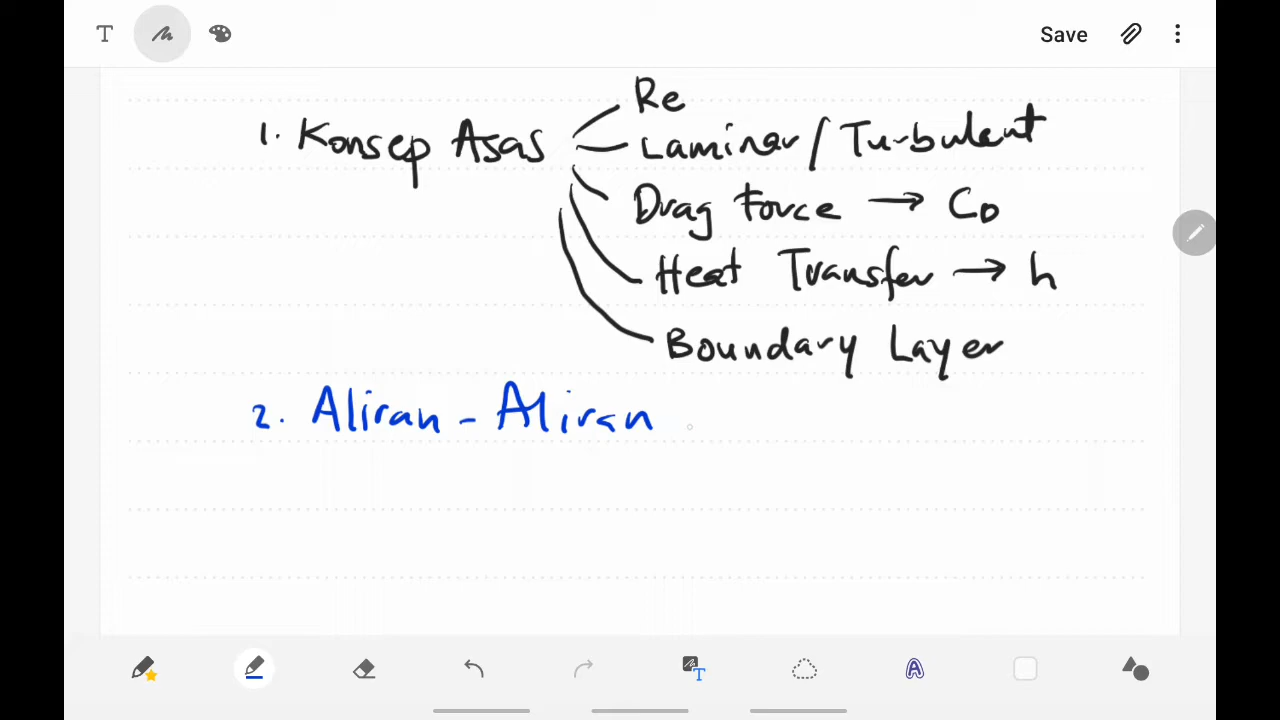 T
Save
Re
1. Konsep Asas
Laminar / Turbulent
Drag Force → CD
Heat Transfer → h
Boundary Layer
2. Aliran - Aliran
T
A